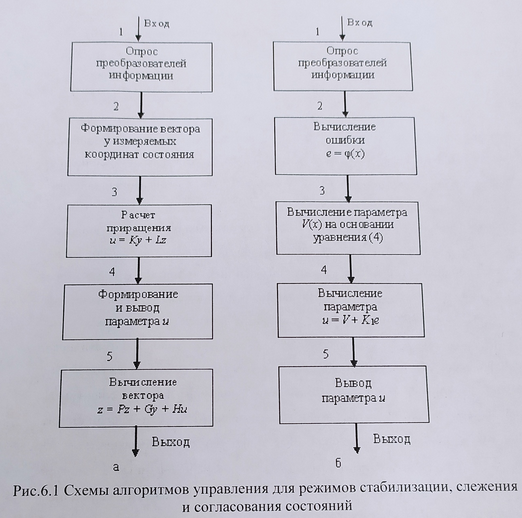 1
Вход
Опрос
преобразователей
информации
2
Формирование вектора
y измеряемых
координат состояния
3
Расчет
приращения
u = Ky + Lz
4
Формирование
и вывод
параметра u
5
Вычисление
вектора
z = Pz + Gy + Hu
Выход
а
1
Вход
Опрос
преобразователей
информации
2
Вычисление
ошибки
e = φ(x)
3
Вычисление параметра
V(x) на основании
уравнения (4)
4
Вычисление
параметра
u = V + K₁e
5
Вывод
параметра u
Выход
б
Рис.6.1 Схемы алгоритмов управления для режимов стабилизации, слежения
и согласования состояний